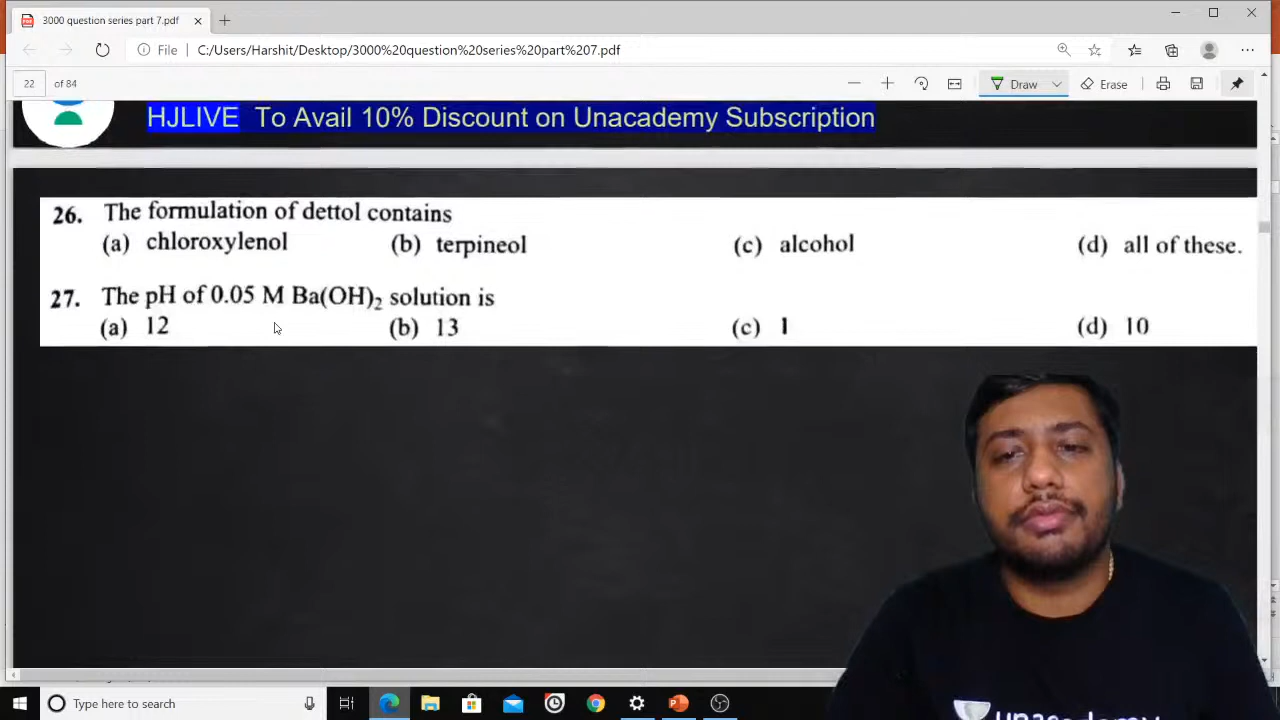 3000 question series part 7.pdf
File C:/Users/Harshit/Desktop/3000%20question%20series%20part%207.pdf
22 of 84
Draw
Erase
HJLIVE To Avail 10% Discount on Unacademy Subscription
26. The formulation of dettol contains
(a) chloroxylenol (b) terpineol (c) alcohol (d) all of these.
27. The pH of 0.05 M Ba(OH)₂ solution is
(a) 12 (b) 13 (c) 1 (d) 10
unacademy
Type here to search